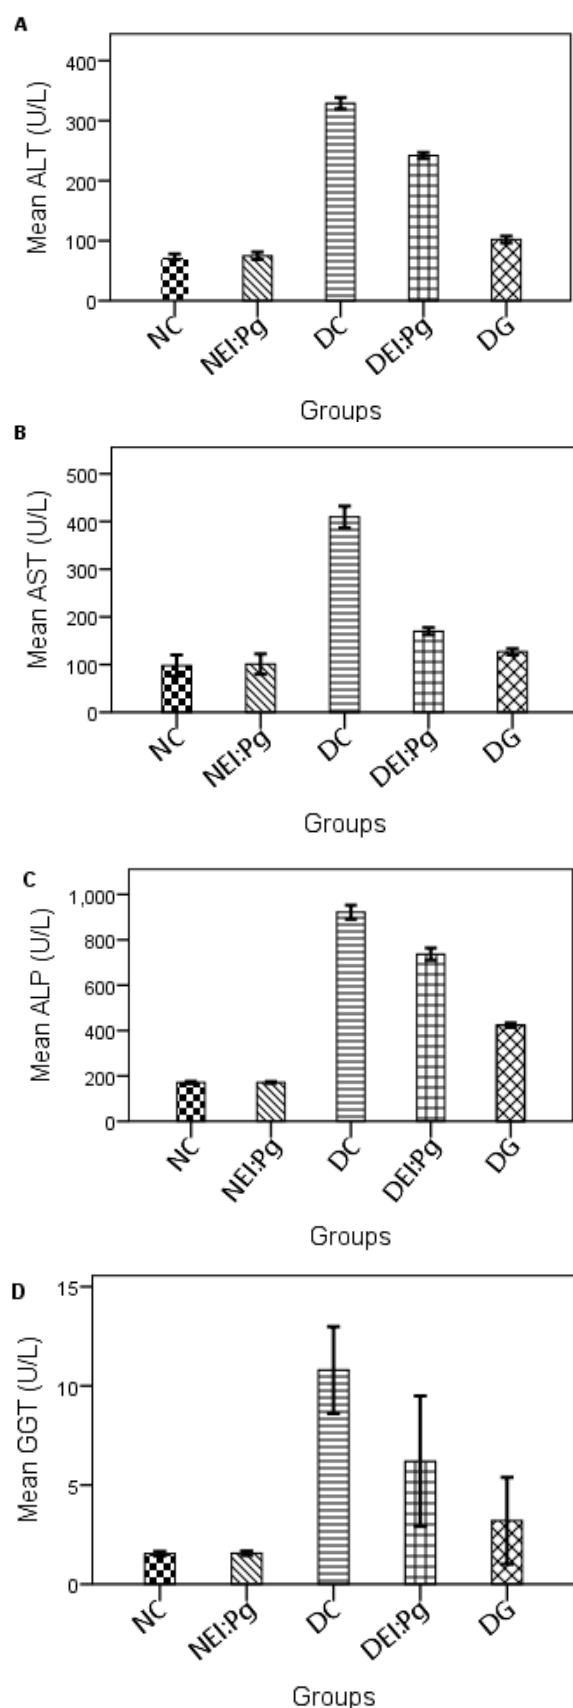 A
Mean ALT (U/L)
400
300
200
100
0
NC
NEI:Pg
DC
DEI:Pg
DG
Groups
B
Mean AST (U/L)
500
400
300
200
100
0
NC
NEI:Pg
DC
DEI:Pg
DG
Groups
C
Mean ALP (U/L)
1,000
800
600
400
200
0
NC
NEI:Pg
DC
DEI:Pg
DG
Groups
D
Mean GGT (U/L)
15
10
5
0
NC
NEI:Pg
DC
DEI:Pg
DG
Groups